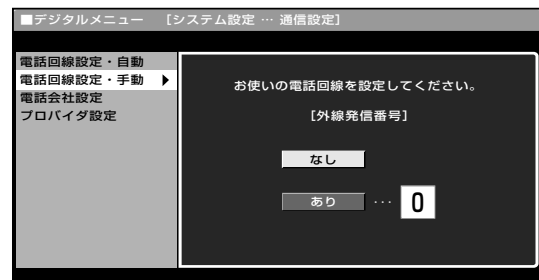 ■デジタルメニュー [システム設定 … 通信設定]
電話回線設定・自動
電話回線設定・手動 ▶
電話会社設定
プロバイダ設定
お使いの電話回線を設定してください。
[外線発信番号]
なし
あり … 0